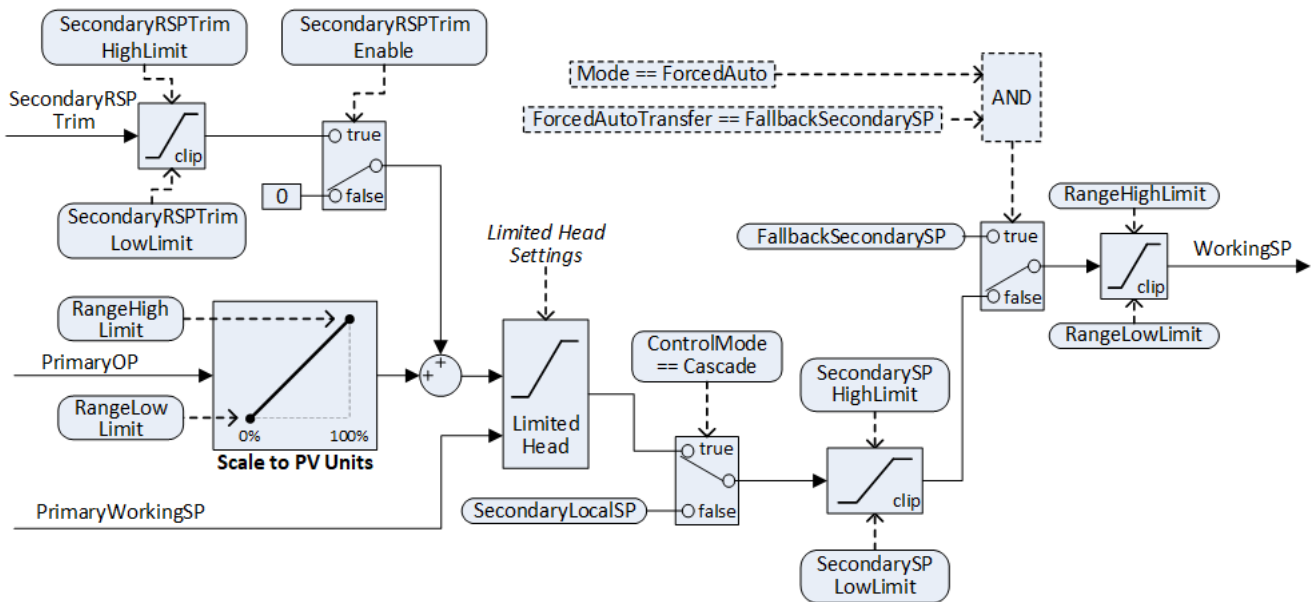 SecondaryRSPTrim
HighLimit
SecondaryRSPTrim
Enable
SecondaryRSP
Trim
clip
true
0
false
SecondaryRSPTrim
LowLimit
Mode == ForcedAuto
ForcedAutoTransfer == FallbackSecondarySP
AND
RangeHighLimit
FallbackSecondarySP
true
false
clip
WorkingSP
RangeLowLimit
Limited Head
Settings
RangeHigh
Limit
PrimaryOP
RangeLow
Limit
0%
100%
Scale to PV Units
+
+
Limited
Head
PrimaryWorkingSP
ControlMode
== Cascade
true
false
SecondaryLocalSP
SecondarySP
HighLimit
clip
SecondarySP
LowLimit